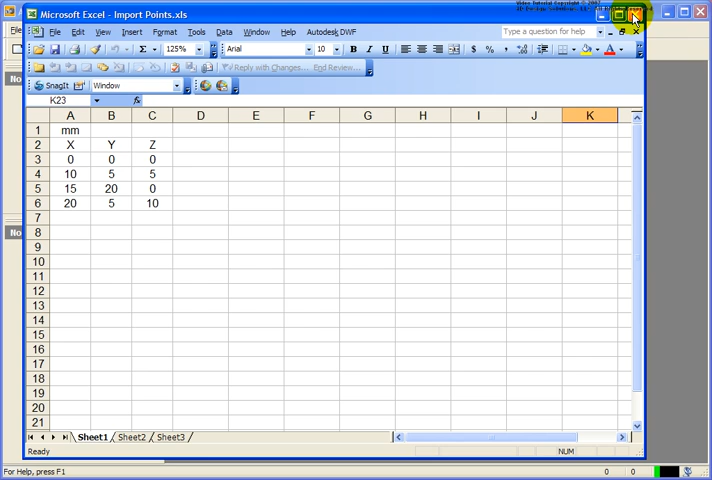 Video Tutorial Copyright © 2007
Microsoft Excel - Import Points.xls
File Edit View Insert Format Tools Data Window Help Autodesk DWF Type a question for help
125% Arial 10 B I U $ % ,
Reply with Changes... End Review...
SnagIt Window
K23 fx
A B C D E F G H I J K
1 mm
2 X Y Z
3 0 0 0
4 10 5 5
5 15 20 0
6 20 5 10
7
8
9
10
11
12
13
14
15
16
17
18
19
20
21
Sheet1 Sheet2 Sheet3
Ready NUM
For Help, press F1 0 0